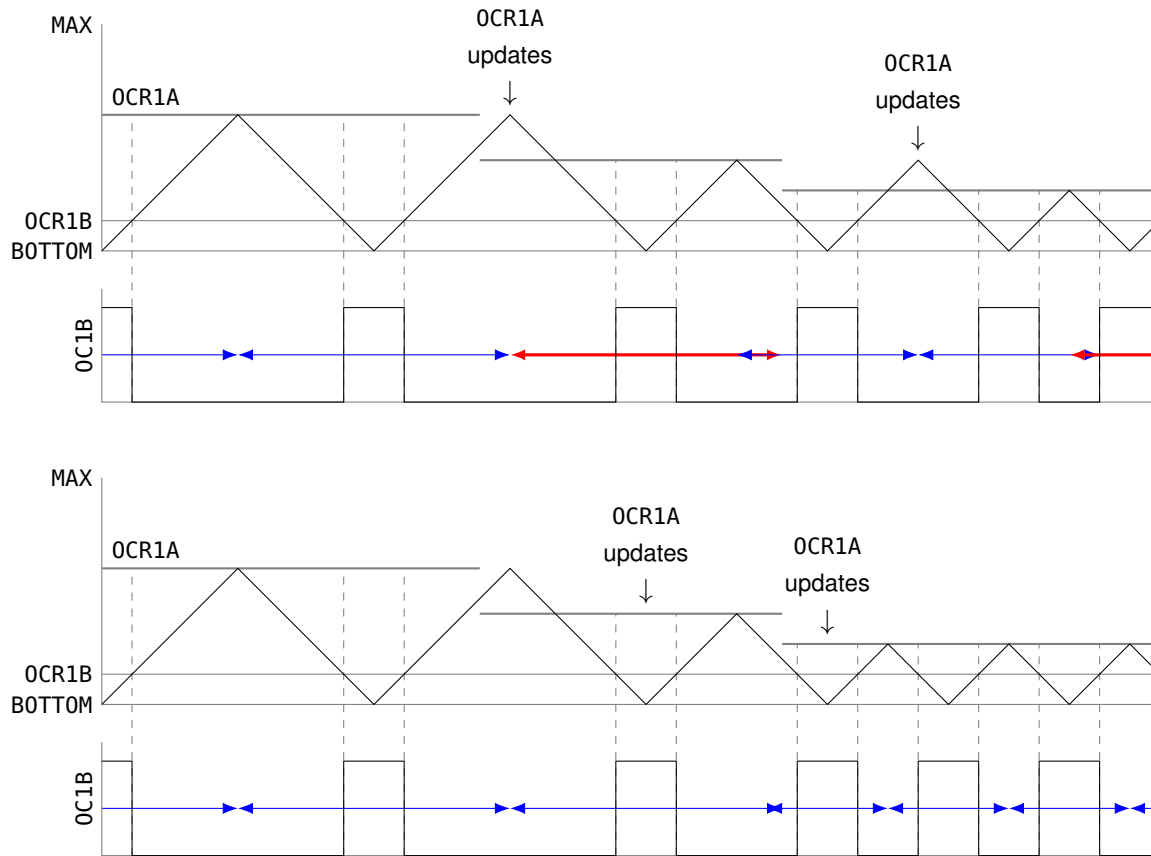 MAX
OCR1A
updates
OCR1A
updates
OCR1A
OCR1B
BOTTOM
OC1B
MAX
OCR1A
updates
OCR1A
updates
OCR1A
OCR1B
BOTTOM
OC1B